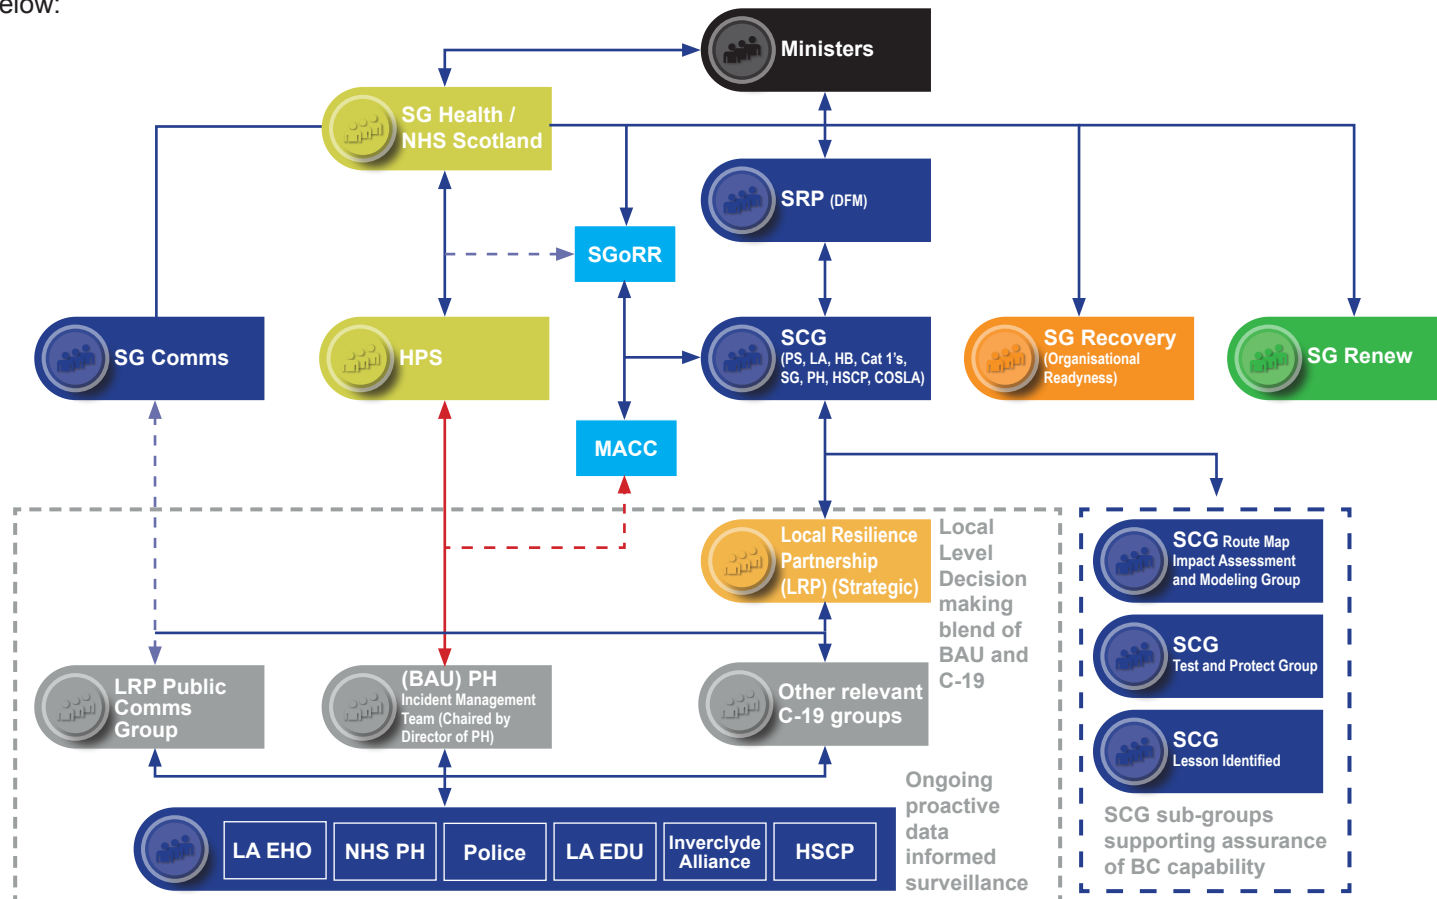 elow:
Ministers
SG Health /
NHS Scotland
SRP (DFM)
SGoRR
SG Comms
HPS
SCG
(PS, LA, HB, Cat 1's,
SG, PH, HSCP, COSLA)
SG Recovery
(Organisational
Readyness)
SG Renew
MACC
Local Resilience
Partnership
(LRP) (Strategic)
Local
Level
Decision
making
blend of
BAU and
C-19
SCG Route Map
Impact Assessment
and Modeling Group
SCG
Test and Protect Group
SCG
Lesson Identified
SCG sub-groups
supporting assurance
of BC capability
LRP Public
Comms
Group
(BAU) PH
Incident Management
Team (Chaired by
Director of PH)
Other relevant
C-19 groups
Ongoing
proactive
data
informed
surveillance
LA EHO
NHS PH
Police
LA EDU
Inverclyde
Alliance
HSCP